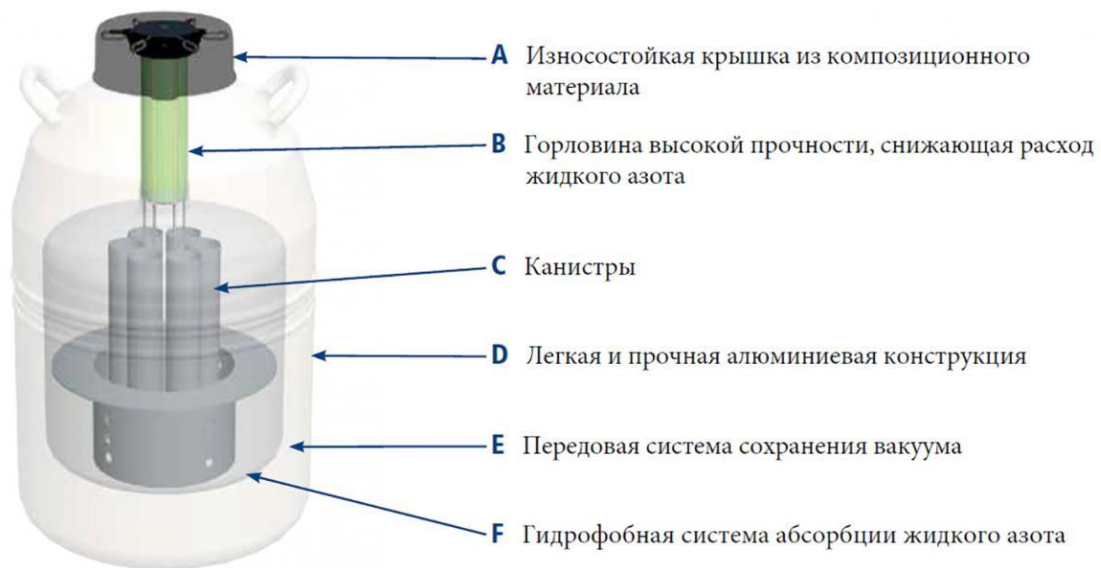 A Износостойкая крышка из композиционного
материала
B Горловина высокой прочности, снижающая расход
жидкого азота
C Канистры
D Легкая и прочная алюминиевая конструкция
E Передовая система сохранения вакуума
F Гидрофобная система абсорбции жидкого азота